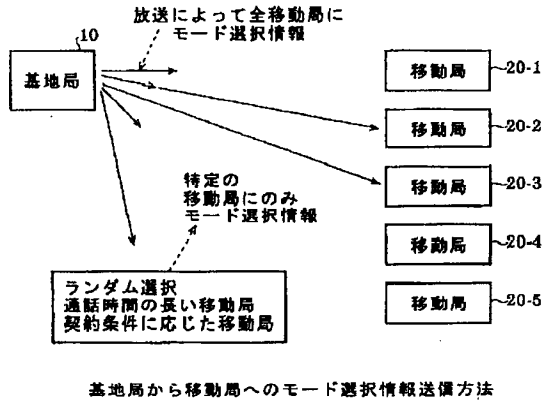 放送によって全移動局に
モード選択情報
10
基地局
移動局
20-1
移動局
20-2
移動局
20-3
移動局
20-4
移動局
20-5
特定の
移動局にのみ
モード選択情報
ランダム選択
通話時間の長い移動局
契約条件に応じた移動局
基地局から移動局へのモード選択情報送信方法